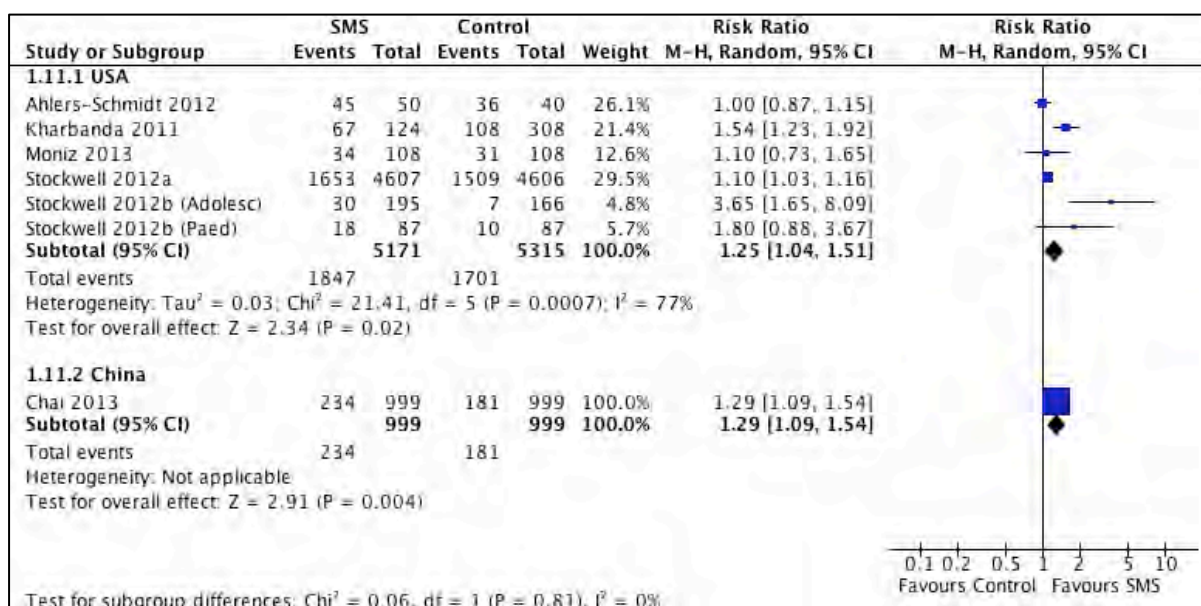 SMS Control Risk Ratio Risk Ratio
Study or Subgroup Events Total Events Total Weight M-H, Random, 95% CI M-H, Random, 95% CI
1.11.1 USA
Ahlers-Schmidt 2012 45 50 36 40 26.1% 1.00 [0.87, 1.15]
Kharbanda 2011 67 124 108 308 21.4% 1.54 [1.23, 1.92]
Moniz 2013 34 108 31 108 12.6% 1.10 [0.73, 1.65]
Stockwell 2012a 1653 4607 1509 4606 29.5% 1.10 [1.03, 1.16]
Stockwell 2012b (Adolesc) 30 195 7 166 4.8% 3.65 [1.65, 8.09]
Stockwell 2012b (Paed) 18 87 10 87 5.7% 1.80 [0.88, 3.67]
Subtotal (95% CI) 5171 5315 100.0% 1.25 [1.04, 1.51]
Total events 1847 1701
Heterogeneity: Tau² = 0.03; Chi² = 21.41, df = 5 (P = 0.0007); I² = 77%
Test for overall effect: Z = 2.34 (P = 0.02)
1.11.2 China
Chai 2013 234 999 181 999 100.0% 1.29 [1.09, 1.54]
Subtotal (95% CI) 999 999 100.0% 1.29 [1.09, 1.54]
Total events 234 181
Heterogeneity: Not applicable
Test for overall effect: Z = 2.91 (P = 0.004)
0.1 0.2 0.5 1 2 5 10
Favours Control Favours SMS
Test for subgroup differences: Chi² = 0.06, df = 1 (P = 0.81), I² = 0%